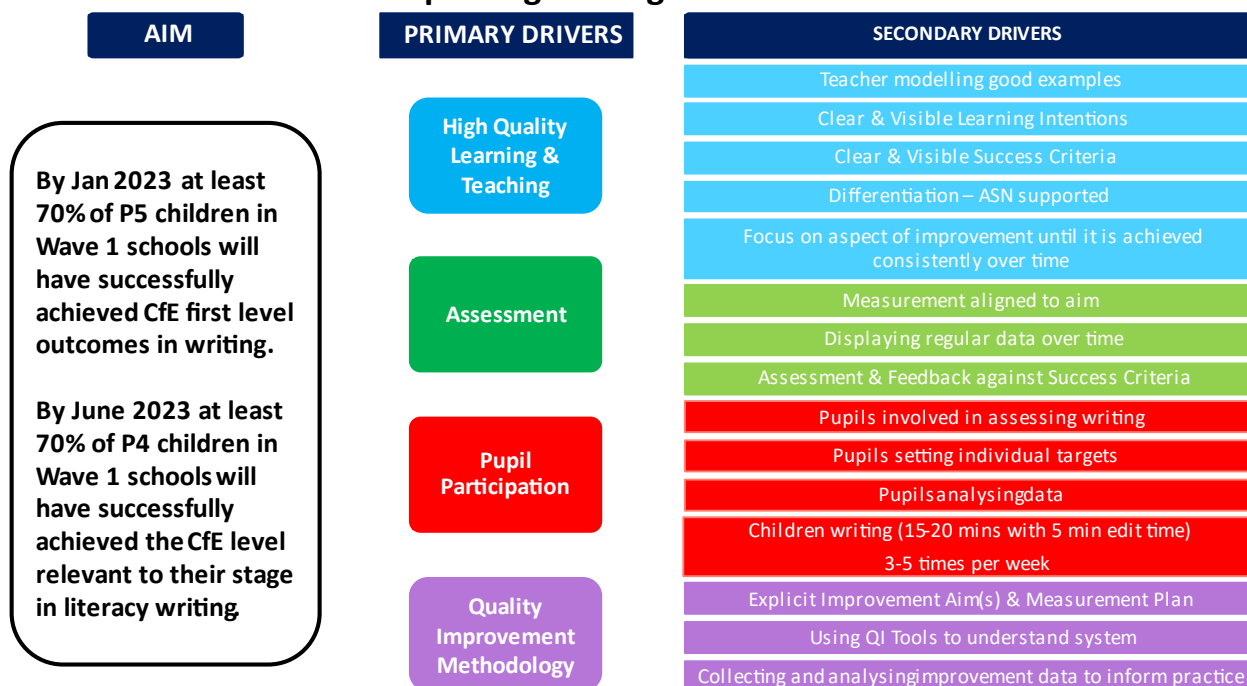 AIM
PRIMARY DRIVERS
SECONDARY DRIVERS
By Jan 2023 at least
70% of P5 children in
Wave 1 schools will
have successfully
achieved CfE first level
outcomes in writing.
By June 2023 at least
70% of P4 children in
Wave 1 schools will
have successfully
achieved the CfE level
relevant to their stage
in literacy writing.
High Quality
Learning &
Teaching
Assessment
Pupil
Participation
Quality
Improvement
Methodology
Teacher modelling good examples
Clear & Visible Learning Intentions
Clear & Visible Success Criteria
Differentiation – ASN supported
Focus on aspect of improvement until it is achieved
consistently over time
Measurement aligned to aim
Displaying regular data over time
Assessment & Feedback against Success Criteria
Pupils involved in assessing writing
Pupils setting individual targets
Pupils analysing data
Children writing (15-20 mins with 5 min edit time)
3-5 times per week
Explicit Improvement Aim(s) & Measurement Plan
Using QI Tools to understand system
Collecting and analysing improvement data to inform practice